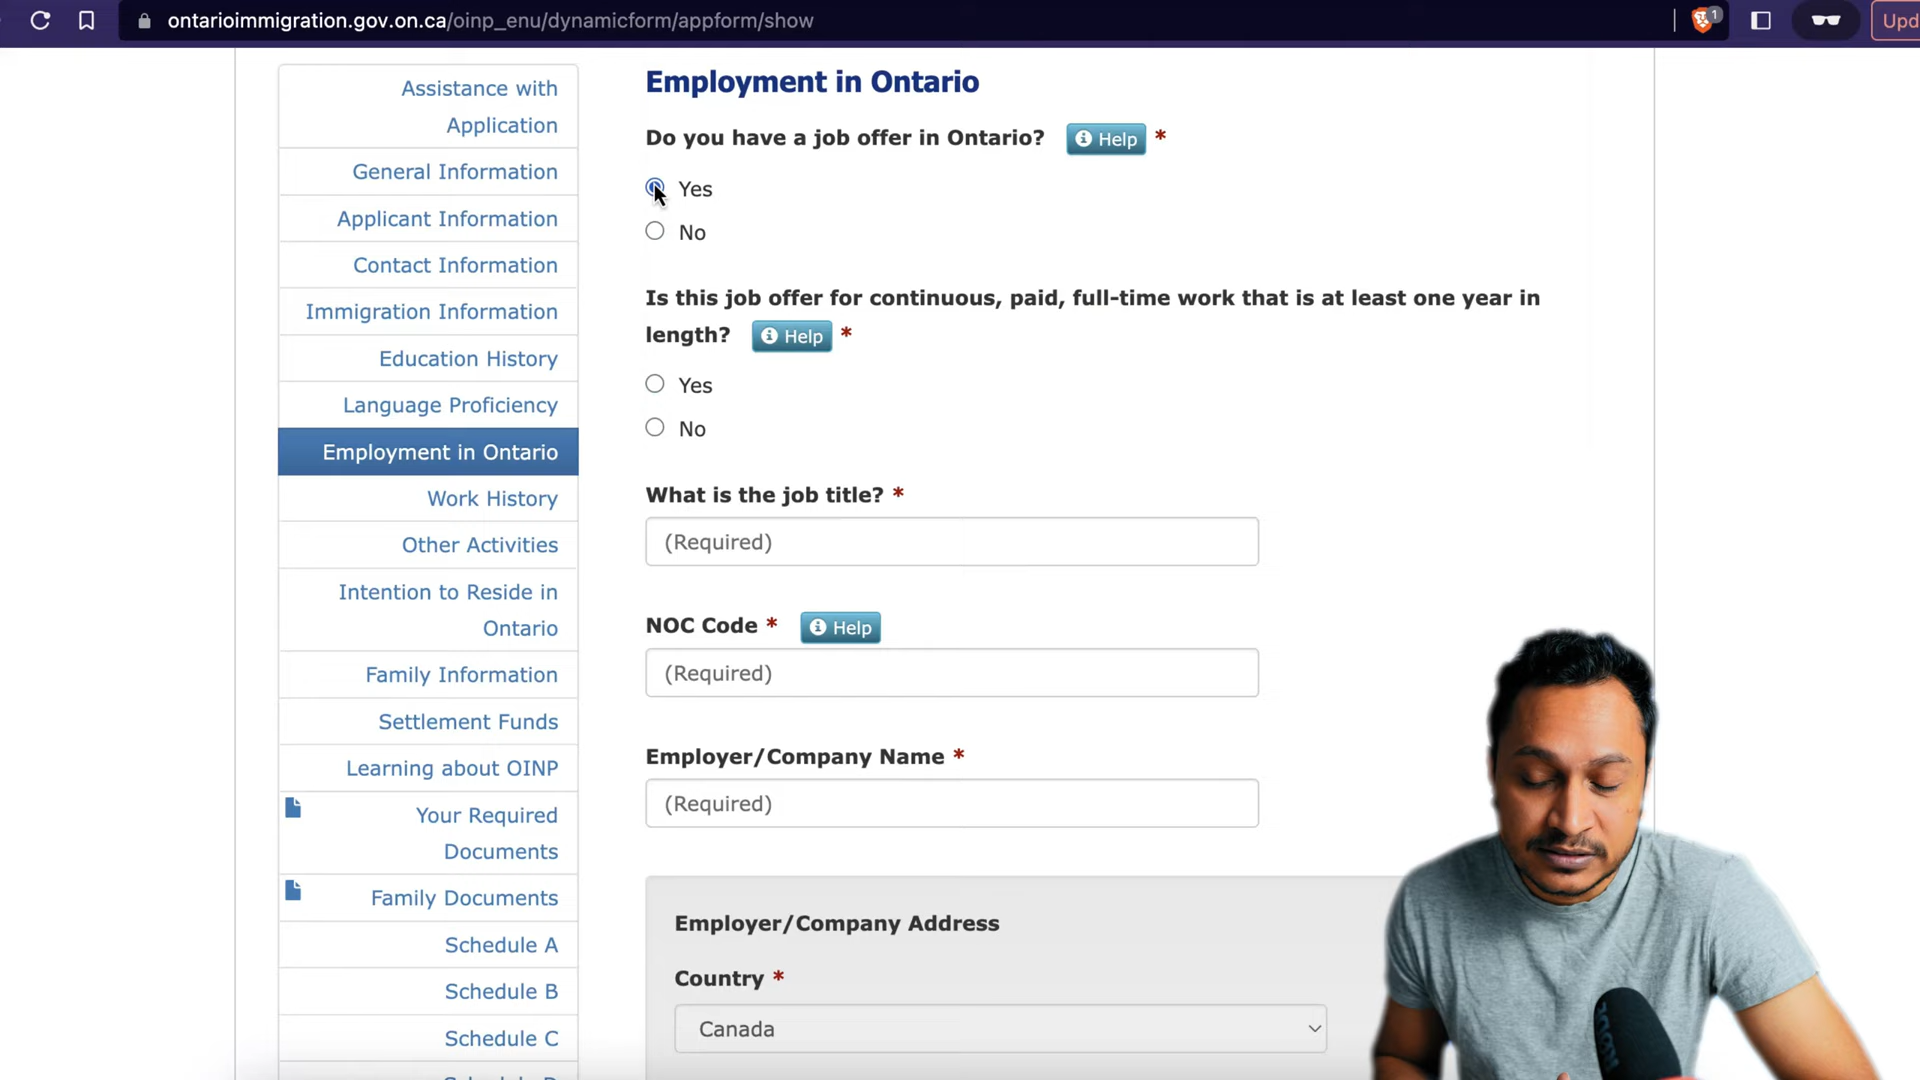 ontarioimmigration.gov.on.ca/oinp_enu/dynamicform/appform/show
1
Upd
Assistance with
Application
General Information
Applicant Information
Contact Information
Immigration Information
Education History
Language Proficiency
Employment in Ontario
Work History
Other Activities
Intention to Reside in
Ontario
Family Information
Settlement Funds
Learning about OINP
Your Required
Documents
Family Documents
Schedule A
Schedule B
Schedule C
Employment in Ontario
Do you have a job offer in Ontario? Help *
Yes
No
Is this job offer for continuous, paid, full-time work that is at least one year in
length? Help *
Yes
No
What is the job title? *
(Required)
NOC Code * Help
(Required)
Employer/Company Name *
(Required)
Employer/Company Address
Country *
Canada